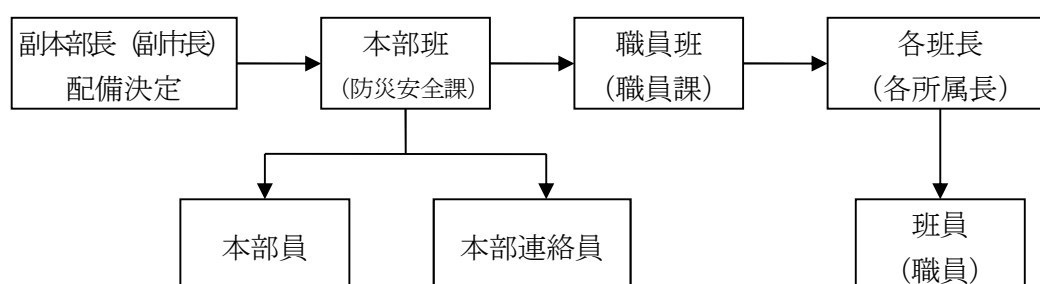 副本部長（副市長）
配備決定
本部班
（防災安全課）
職員班
（職員課）
各班長
（各所属長）
本部員
本部連絡員
班員
（職員）